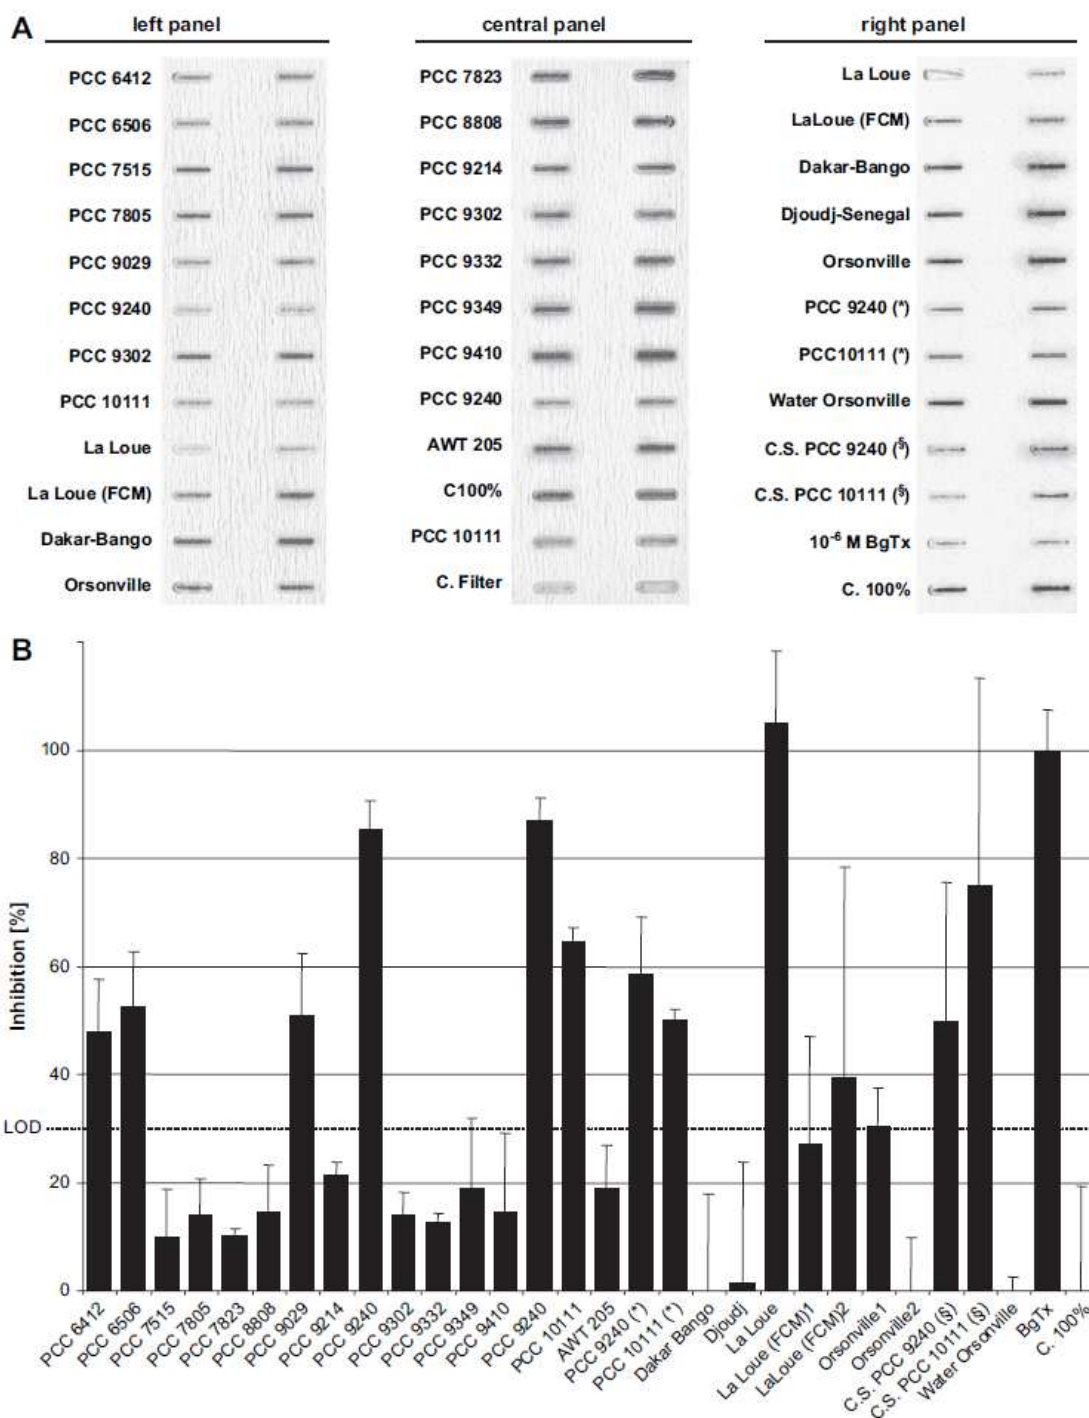 A
left panel
PCC 6412
PCC 6506
PCC 7515
PCC 7805
PCC 9029
PCC 9240
PCC 9302
PCC 10111
La Loue
La Loue (FCM)
Dakar-Bango
Orsonville
central panel
PCC 7823
PCC 8808
PCC 9214
PCC 9302
PCC 9332
PCC 9349
PCC 9410
PCC 9240
AWT 205
C100%
PCC 10111
C. Filter
right panel
La Loue
LaLoue (FCM)
Dakar-Bango
Djoudj-Senegal
Orsonville
PCC 9240 (*)
PCC10111 (*)
Water Orsonville
C.S. PCC 9240 (§)
C.S. PCC 10111 (§)
10⁻⁶ M BgTx
C. 100%
B
Inhibition [%]
100
80
60
40
LOD
20
0
PCC 6412
PCC 6506
PCC 7515
PCC 7805
PCC 7823
PCC 8808
PCC 9029
PCC 9214
PCC 9240
PCC 9302
PCC 9332
PCC 9349
PCC 9410
PCC 9240
PCC 10111
AWT 205
PCC 9240 (*)
PCC 10111 (*)
Dakar Bango
Djoudj
La Loue
La Loue (FCM)1
LaLoue (FCM)2
Orsonville1
Orsonville2
C.S. PCC 9240 (§)
C.S. PCC 10111 (§)
Water Orsonville
BgTx
C. 100%